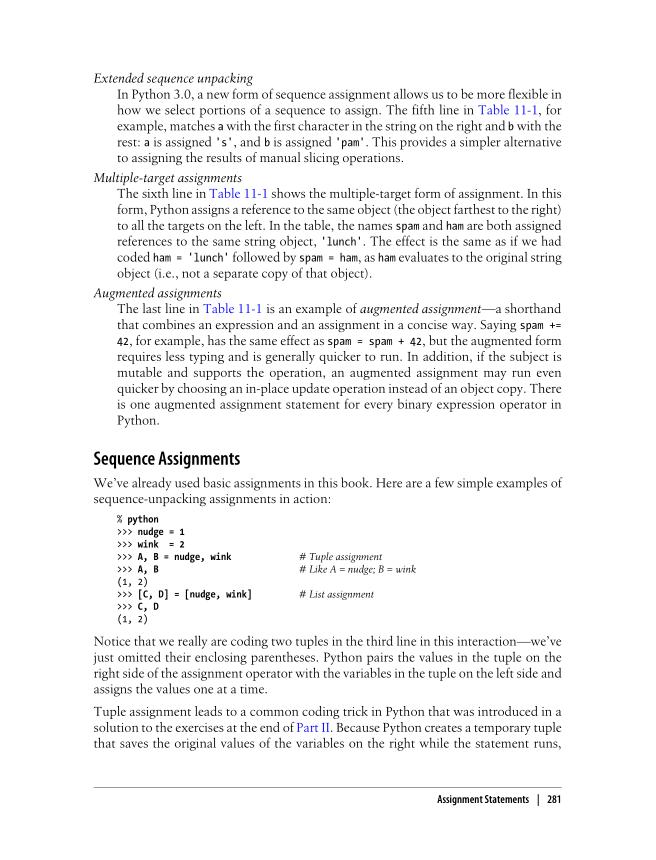 Extended sequence unpacking
In Python 3.0, a new form of sequence assignment allows us to be more flexible in
how we select portions of a sequence to assign. The fifth line in Table 11-1, for
example, matches a with the first character in the string on the right and b with the
rest: a is assigned 's', and b is assigned 'pam'. This provides a simpler alternative
to assigning the results of manual slicing operations.
Multiple-target assignments
The sixth line in Table 11-1 shows the multiple-target form of assignment. In this
form, Python assigns a reference to the same object (the object farthest to the right)
to all the targets on the left. In the table, the names spam and ham are both assigned
references to the same string object, 'lunch'. The effect is the same as if we had
coded ham = 'lunch' followed by spam = ham, as ham evaluates to the original string
object (i.e., not a separate copy of that object).
Augmented assignments
The last line in Table 11-1 is an example of augmented assignment—a shorthand
that combines an expression and an assignment in a concise way. Saying spam +=
42, for example, has the same effect as spam = spam + 42, but the augmented form
requires less typing and is generally quicker to run. In addition, if the subject is
mutable and supports the operation, an augmented assignment may run even
quicker by choosing an in-place update operation instead of an object copy. There
is one augmented assignment statement for every binary expression operator in
Python.
Sequence Assignments
We've already used basic assignments in this book. Here are a few simple examples of
sequence-unpacking assignments in action:
% python
>>> nudge = 1
>>> wink  = 2
>>> A, B = nudge, wink # Tuple assignment
>>> A, B # Like A = nudge; B = wink
(1, 2)
>>> [C, D] = [nudge, wink] # List assignment
>>> C, D
(1, 2)
Notice that we really are coding two tuples in the third line in this interaction—we've
just omitted their enclosing parentheses. Python pairs the values in the tuple on the
right side of the assignment operator with the variables in the tuple on the left side and
assigns the values one at a time.
Tuple assignment leads to a common coding trick in Python that was introduced in a
solution to the exercises at the end of Part II. Because Python creates a temporary tuple
that saves the original values of the variables on the right while the statement runs,
Assignment Statements | 281